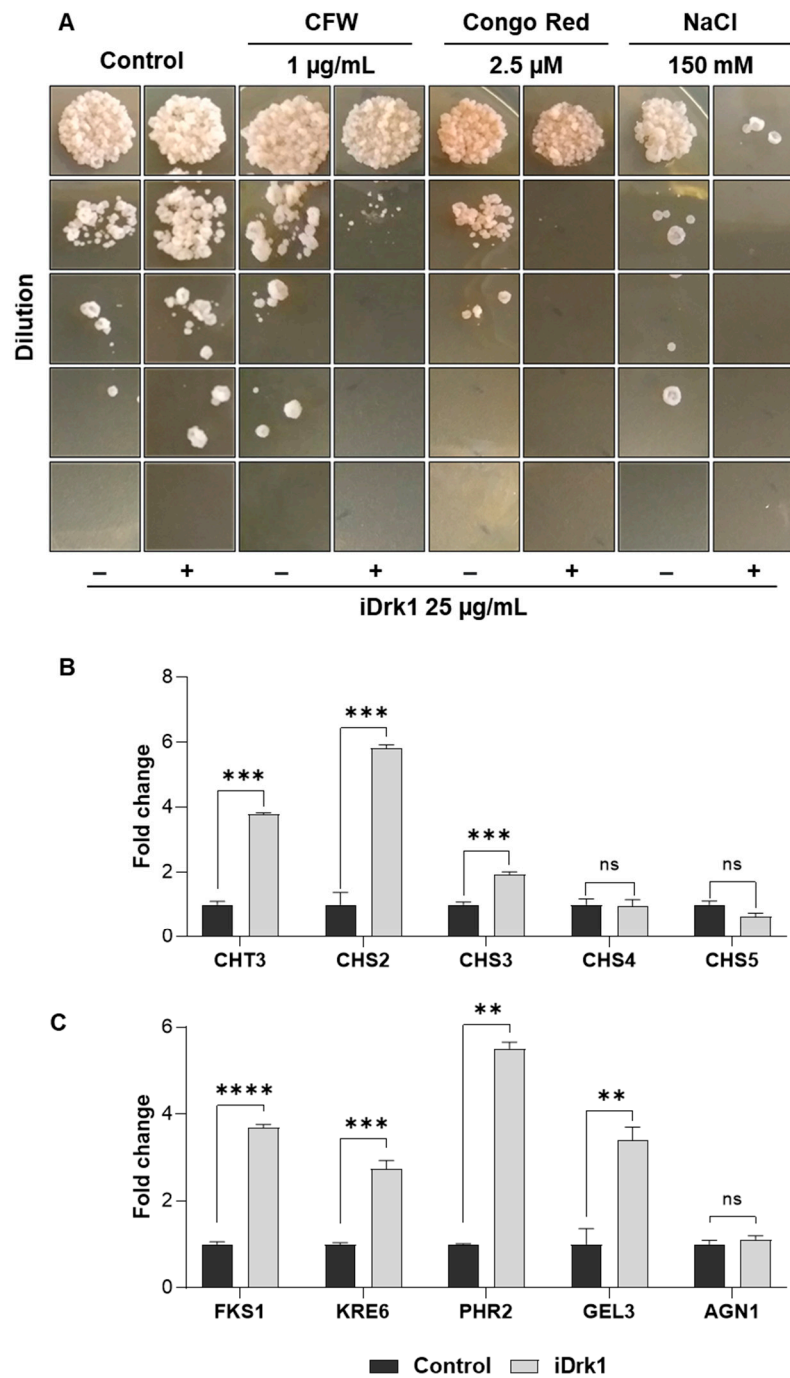 A
CFW
Congo Red
NaCl
Control
1 µg/mL
2.5 µM
150 mM
Dilution
– + – + – + – +
iDrk1 25 µg/mL
B
8
6
4
2
0
Fold change
*** *** *** ns ns
CHT3 CHS2 CHS3 CHS4 CHS5
C
6
4
2
0
Fold change
**** *** ** ** ns
FKS1 KRE6 PHR2 GEL3 AGN1
Control iDrk1